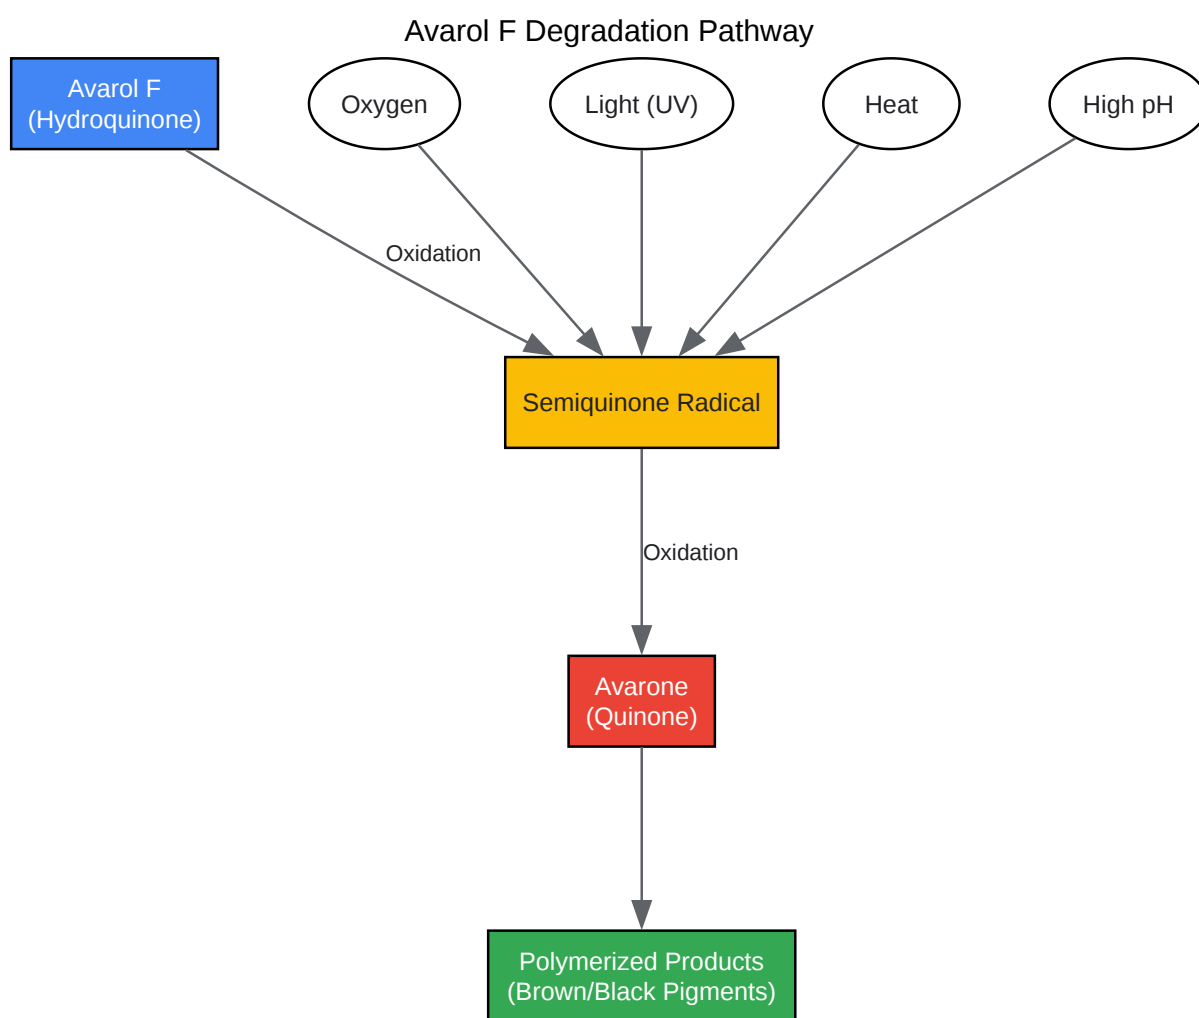 Avarol F Degradation Pathway
Avarol F
(Hydroquinone)
Oxygen
Light (UV)
Heat
High pH
Oxidation
Semiquinone Radical
Oxidation
Avarone
(Quinone)
Polymerized Products
(Brown/Black Pigments)